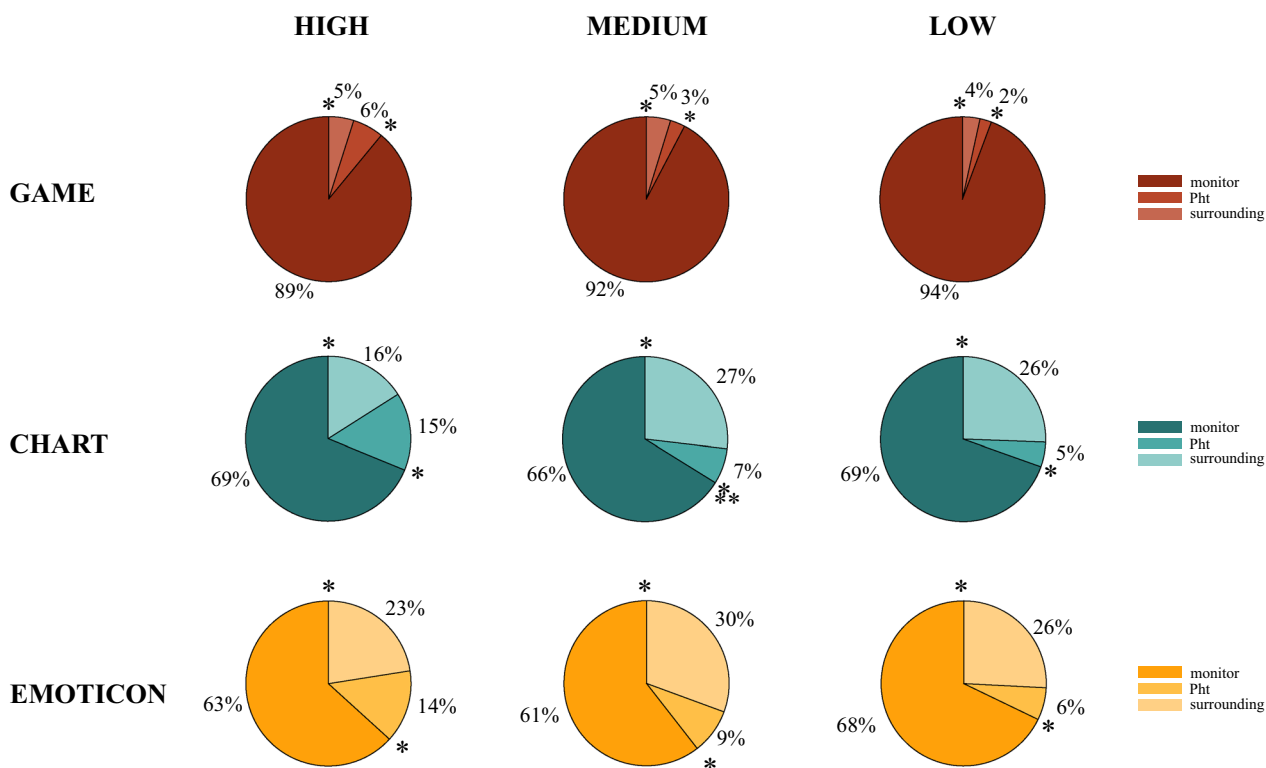 HIGH MEDIUM LOW
* 5% 6% * * 5% 3% * * 4% 2% *
GAME
monitor
Pht
surrounding
89% 92% 94%
* * *
16% 27% 26%
CHART
15% 7% 5%
monitor
Pht
surrounding
69% 66% 69%
* * *
**
* * *
23% 30% 26%
EMOTICON
monitor
Pht
surrounding
63% 14% 61% 9% 68% 6%
* * *